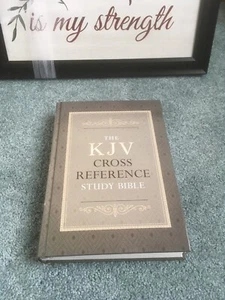 is my strength
THE
KJV
CROSS
REFERENCE
STUDY BIBLE